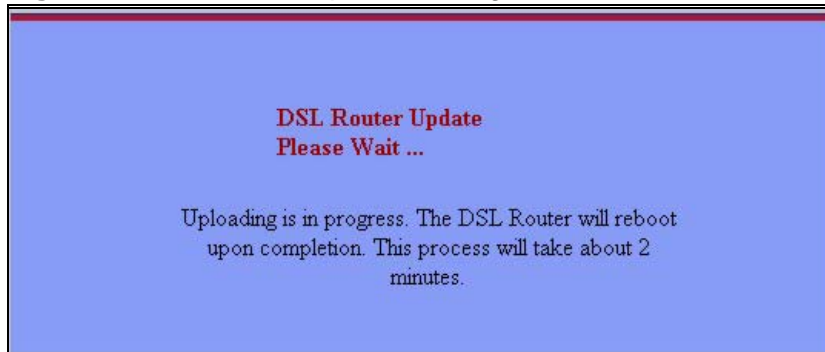 DSL Router Update
Please Wait ...
Uploading is in progress. The DSL Router will reboot
upon completion. This process will take about 2
minutes.